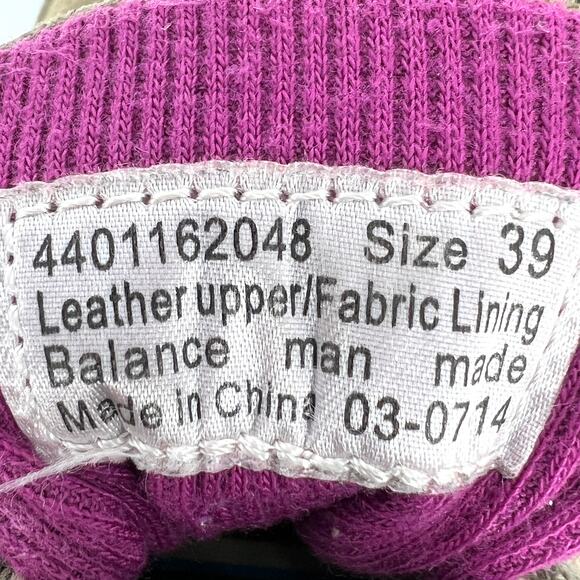 4401162048 Size 39
Leather upper/Fabric Lining
Balance man made
Made in China 03-0714